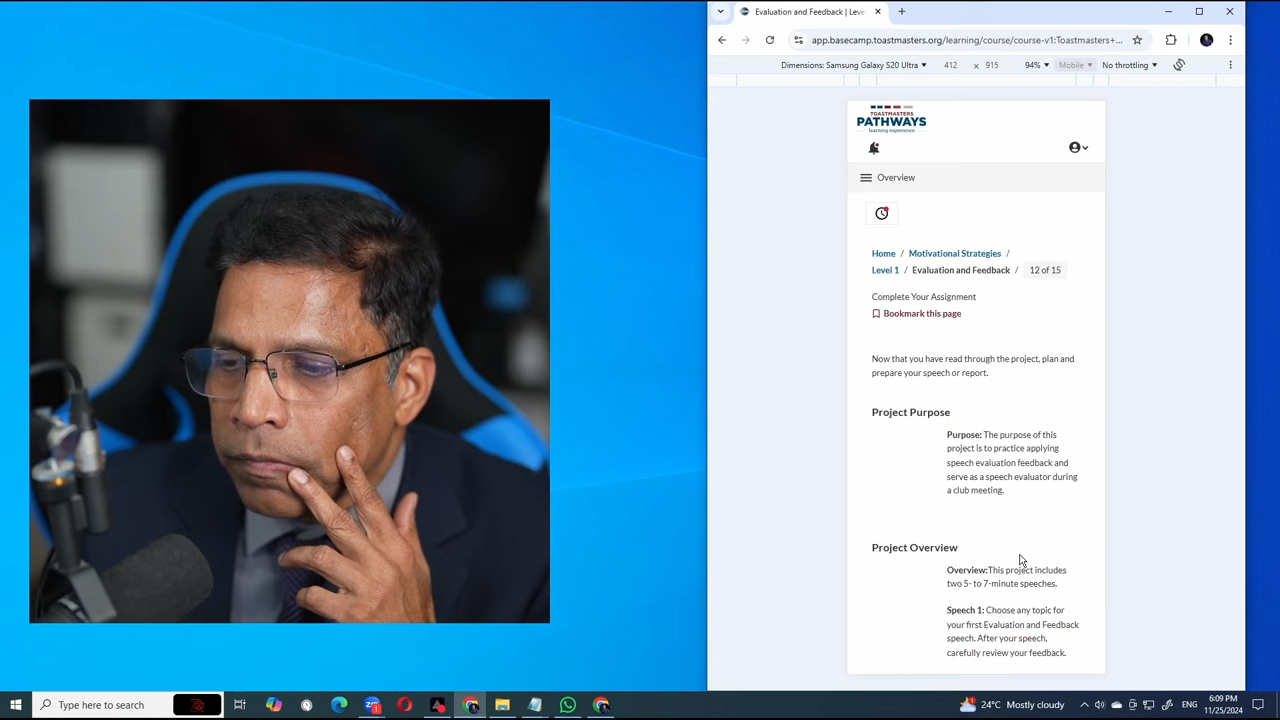 Evaluation and Feedback | Leve
app.basecamp.toastmasters.org/learning/course/course-v1:Toastmasters+...
Dimensions: Samsung Galaxy S20 Ultra 412 × 915 94% Mobile No throttling
TOASTMASTERS
PATHWAYS
learning experience
Overview
Home / Motivational Strategies /
Level 1 / Evaluation and Feedback / 12 of 15
Complete Your Assignment
Bookmark this page
Now that you have read through the project, plan and
prepare your speech or report.
Project Purpose
Purpose: The purpose of this
project is to practice applying
speech evaluation feedback and
serve as a speech evaluator during
a club meeting.
Project Overview
Overview:This project includes
two 5- to 7-minute speeches.
Speech 1: Choose any topic for
your first Evaluation and Feedback
speech. After your speech,
carefully review your feedback.
Type here to search
24°C Mostly cloudy
ENG
6:09 PM
11/25/2024